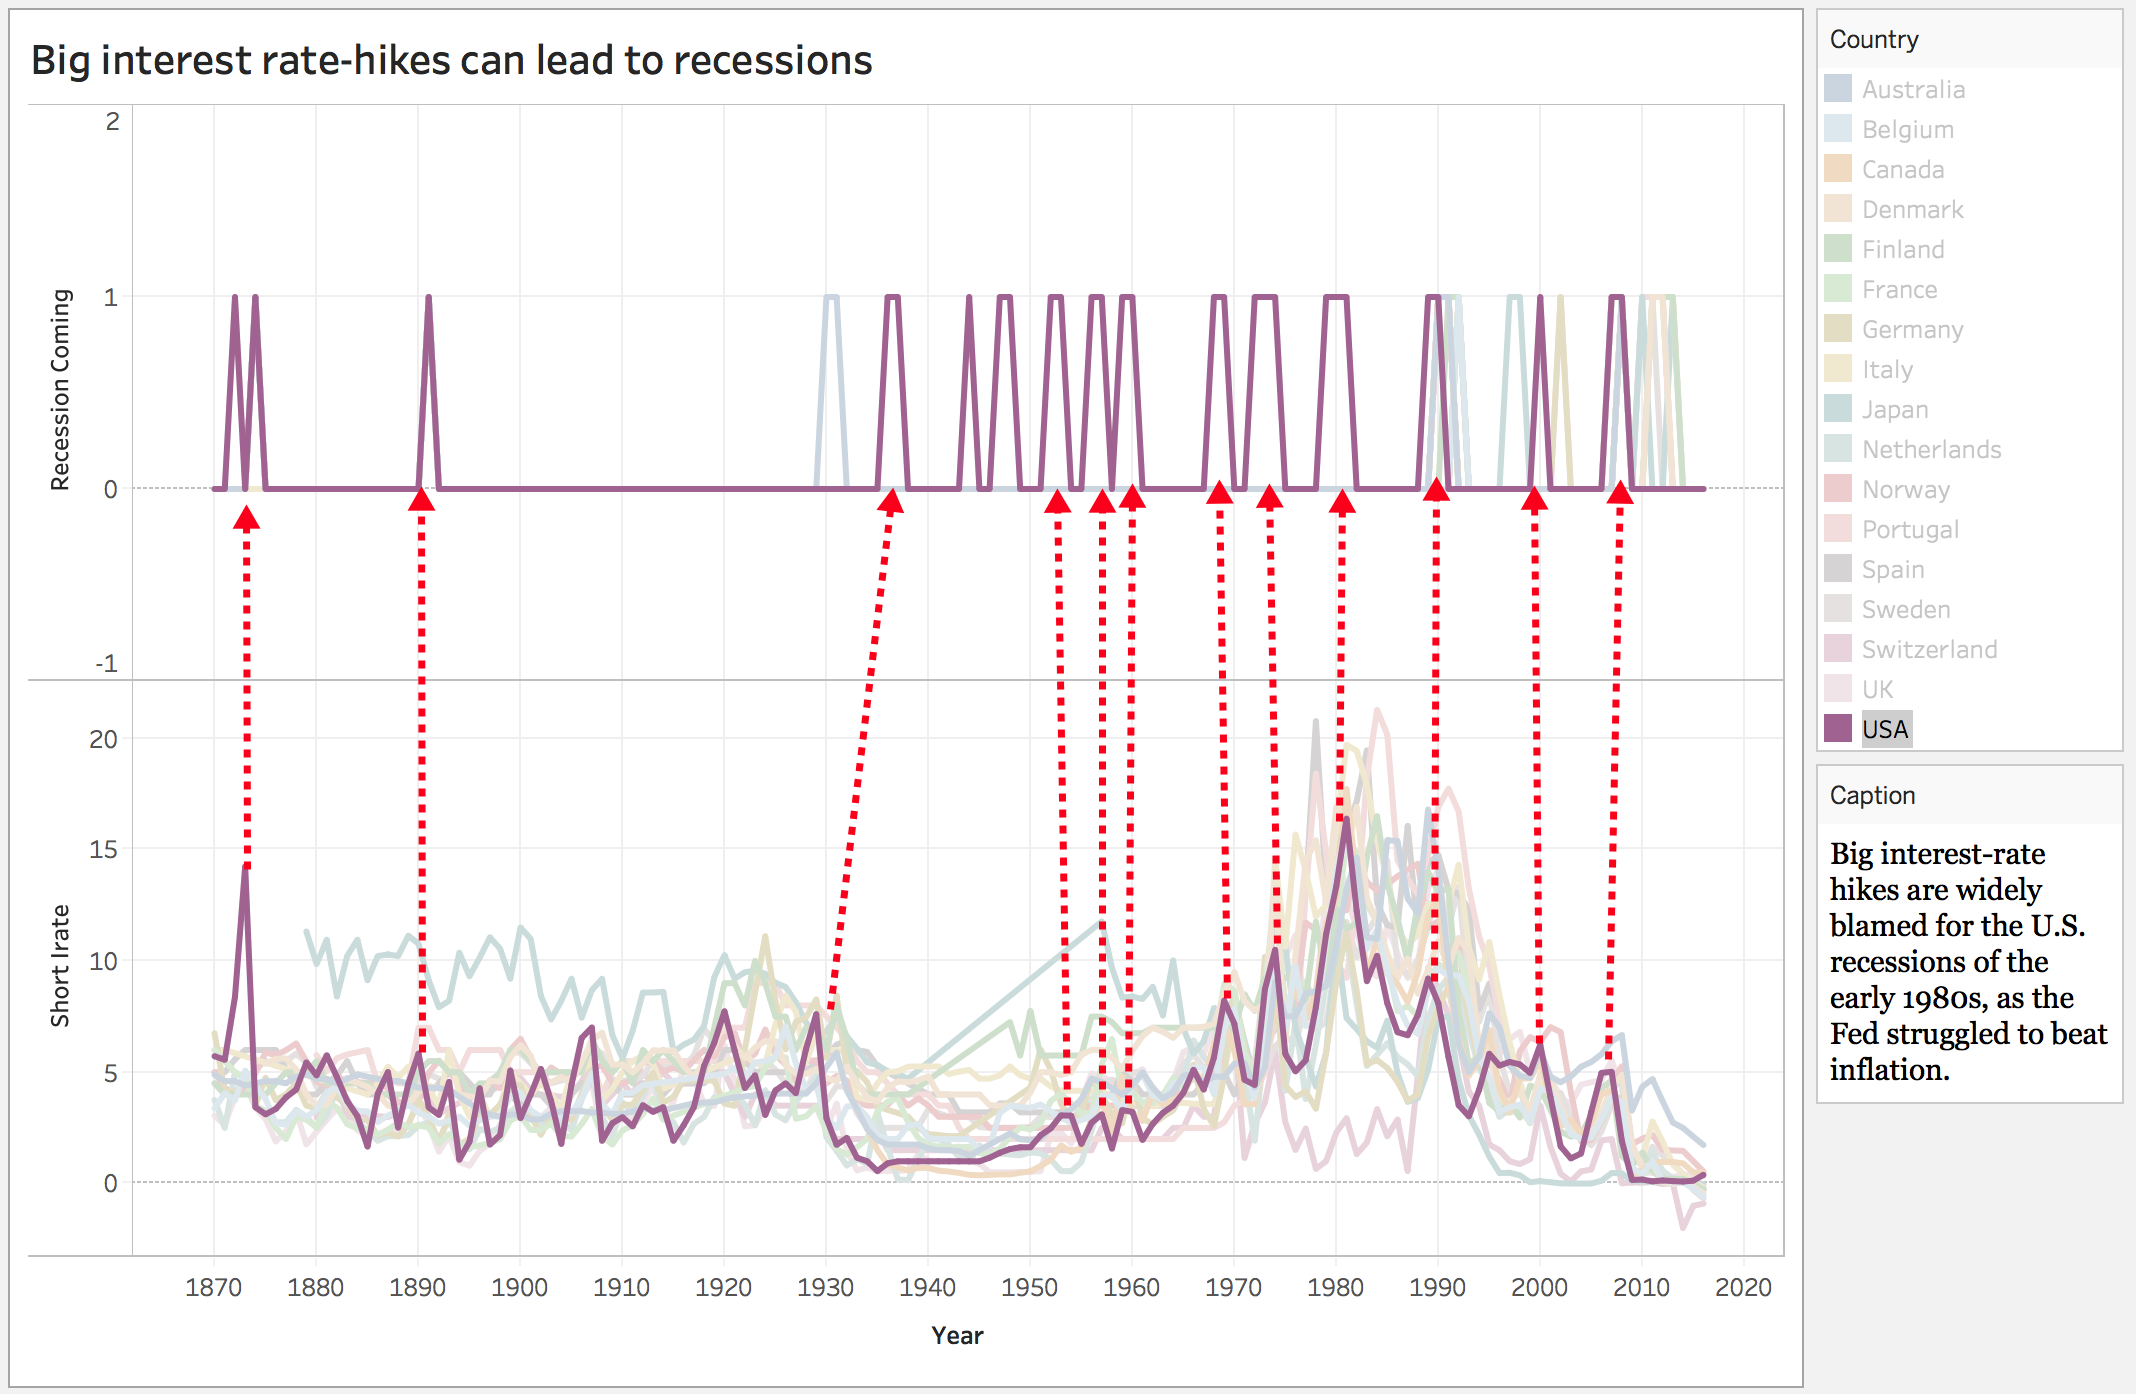 Big interest rate-hikes can lead to recessions
2
1
0
-1
Recession Coming
20
15
10
5
0
Short Irate
1870 1880 1890 1900 1910 1920 1930 1940 1950 1960 1970 1980 1990 2000 2010 2020
Year
Country
Australia
Belgium
Canada
Denmark
Finland
France
Germany
Italy
Japan
Netherlands
Norway
Portugal
Spain
Sweden
Switzerland
UK
USA
Caption
Big interest-rate
hikes are widely
blamed for the U.S.
recessions of the
early 1980s, as the
Fed struggled to beat
inflation.